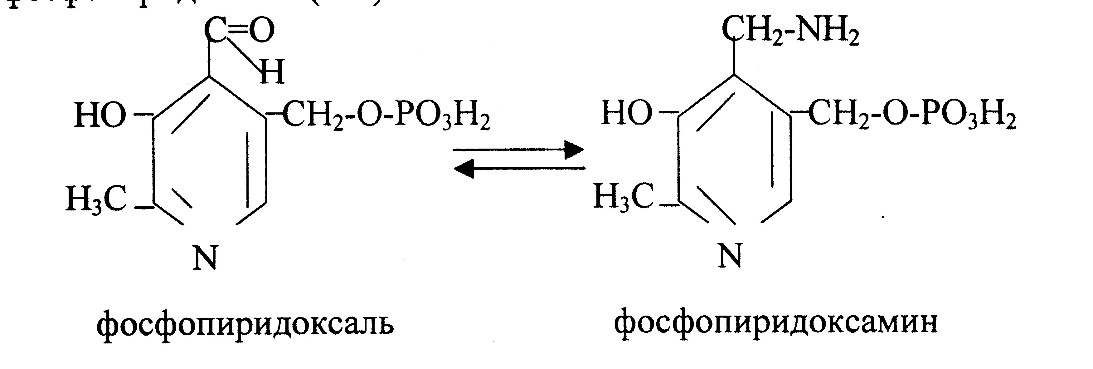 C=O CH₂-NH₂
H
HO CH₂-O-PO₃H₂ HO CH₂-O-PO₃H₂
H₃C H₃C
N N
фосфопиридоксаль фосфопиридоксамин